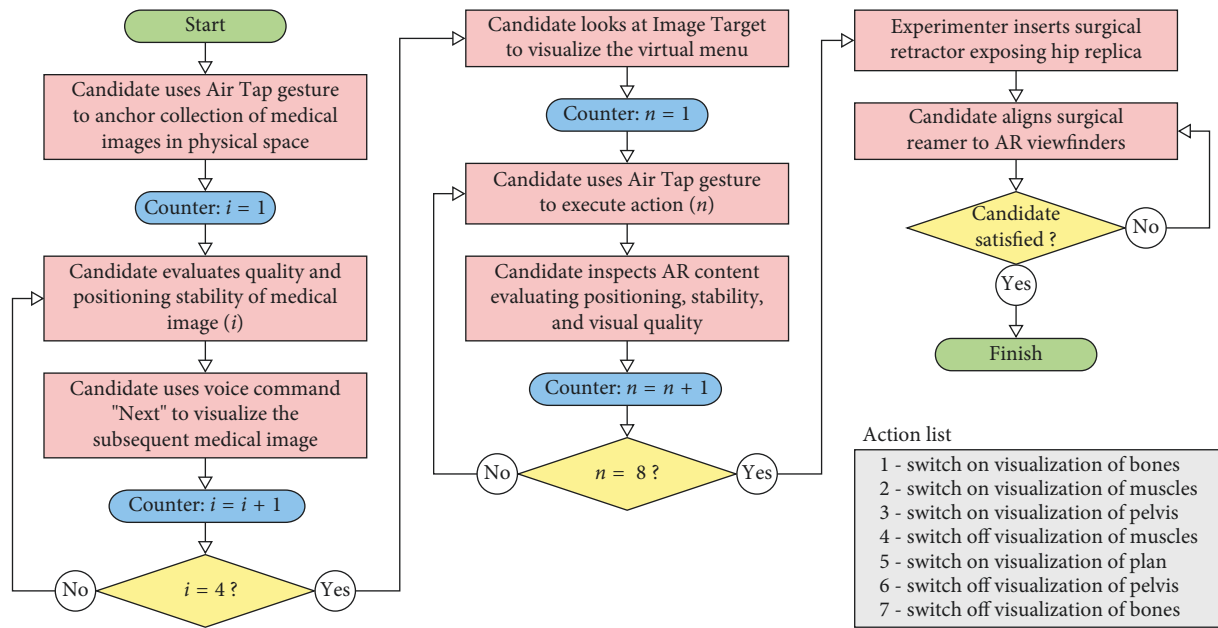 Start
Candidate uses Air Tap gesture
to anchor collection of medical
images in physical space
Counter: i = 1
Candidate evaluates quality and
positioning stability of medical
image (i)
Candidate uses voice command
"Next" to visualize the
subsequent medical image
Counter: i = i + 1
No
i = 4 ?
Yes
Candidate looks at Image Target
to visualize the virtual menu
Counter: n = 1
Candidate uses Air Tap gesture
to execute action (n)
Candidate inspects AR content
evaluating positioning, stability,
and visual quality
Counter: n = n + 1
No
n = 8 ?
Yes
Experimenter inserts surgical
retractor exposing hip replica
Candidate aligns surgical
reamer to AR viewfinders
Candidate
satisfied ?
No
Yes
Finish
Action list
1 - switch on visualization of bones
2 - switch on visualization of muscles
3 - switch on visualization of pelvis
4 - switch off visualization of muscles
5 - switch on visualization of plan
6 - switch off visualization of pelvis
7 - switch off visualization of bones